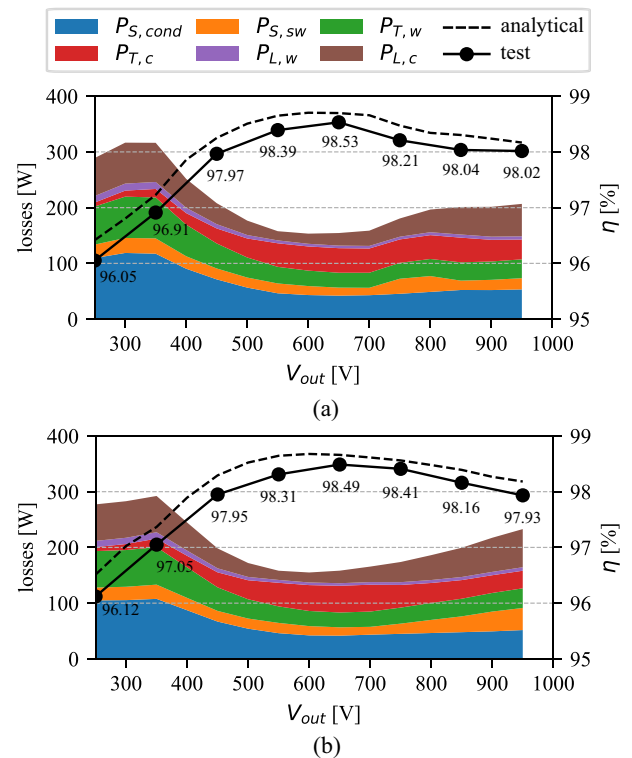 P_{S,cond} P_{S,sw} P_{T,w} analytical
P_{T,c} P_{L,w} P_{L,c} test
400 99
300 98
200 97
100 96
0 95
losses [W]
η [%]
96.05
96.91
97.97
98.39
98.53
98.21
98.04
98.02
300 400 500 600 700 800 900 1000
V_{out} [V]
(a)
400 99
300 98
200 97
100 96
0 95
losses [W]
η [%]
96.12
97.05
97.95
98.31
98.49
98.41
98.16
97.93
300 400 500 600 700 800 900 1000
V_{out} [V]
(b)